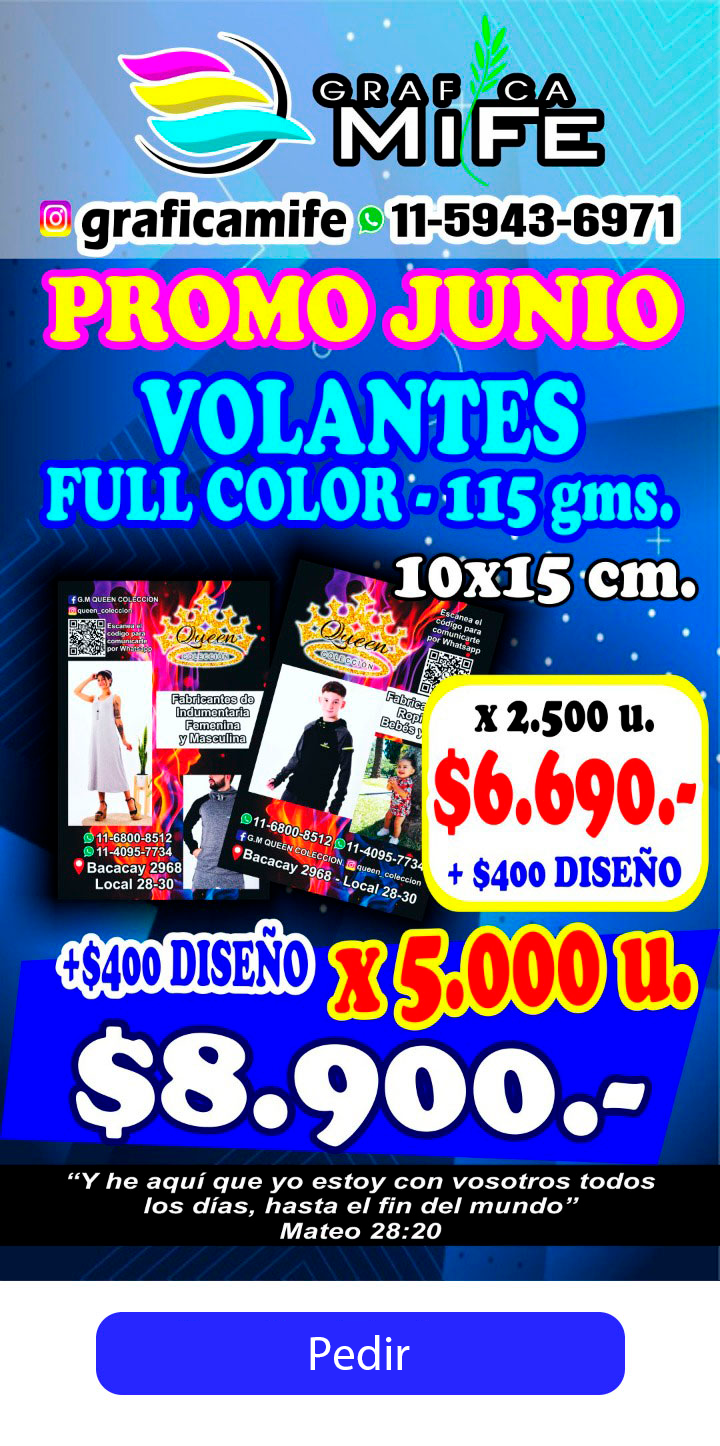 GRAFICA
MIFE
graficamife 11-5943-6971
PROMO JUNIO
VOLANTES
FULL COLOR - 115 gms.
10x15 cm.
G.M QUEEN COLECCION
queen_coleccion
Escanea el
código para
comunicarte
por Whatsapp
Queen
COLECCIÓN
Fabricantes de
Indumentaria
Femenina
y Masculina
11-6800-8512
11-4095-7734
Bacacay 2968
Local 28-30
Queen
COLECCIÓN
Escanea el
código para
comunicarte
por Whatsapp
Bebés y
11-6800-8512 11-4095-7734
G.M QUEEN COLECCION queen_coleccion
Bacacay 2968 - Local 28-30
x 2.500 u.
$6.690.-
+ $400 DISEÑO
+$400 DISEÑO x 5.000 u.
$8.900.-
“Y he aquí que yo estoy con vosotros todos
los días, hasta el fin del mundo”
Mateo 28:20
Pedir